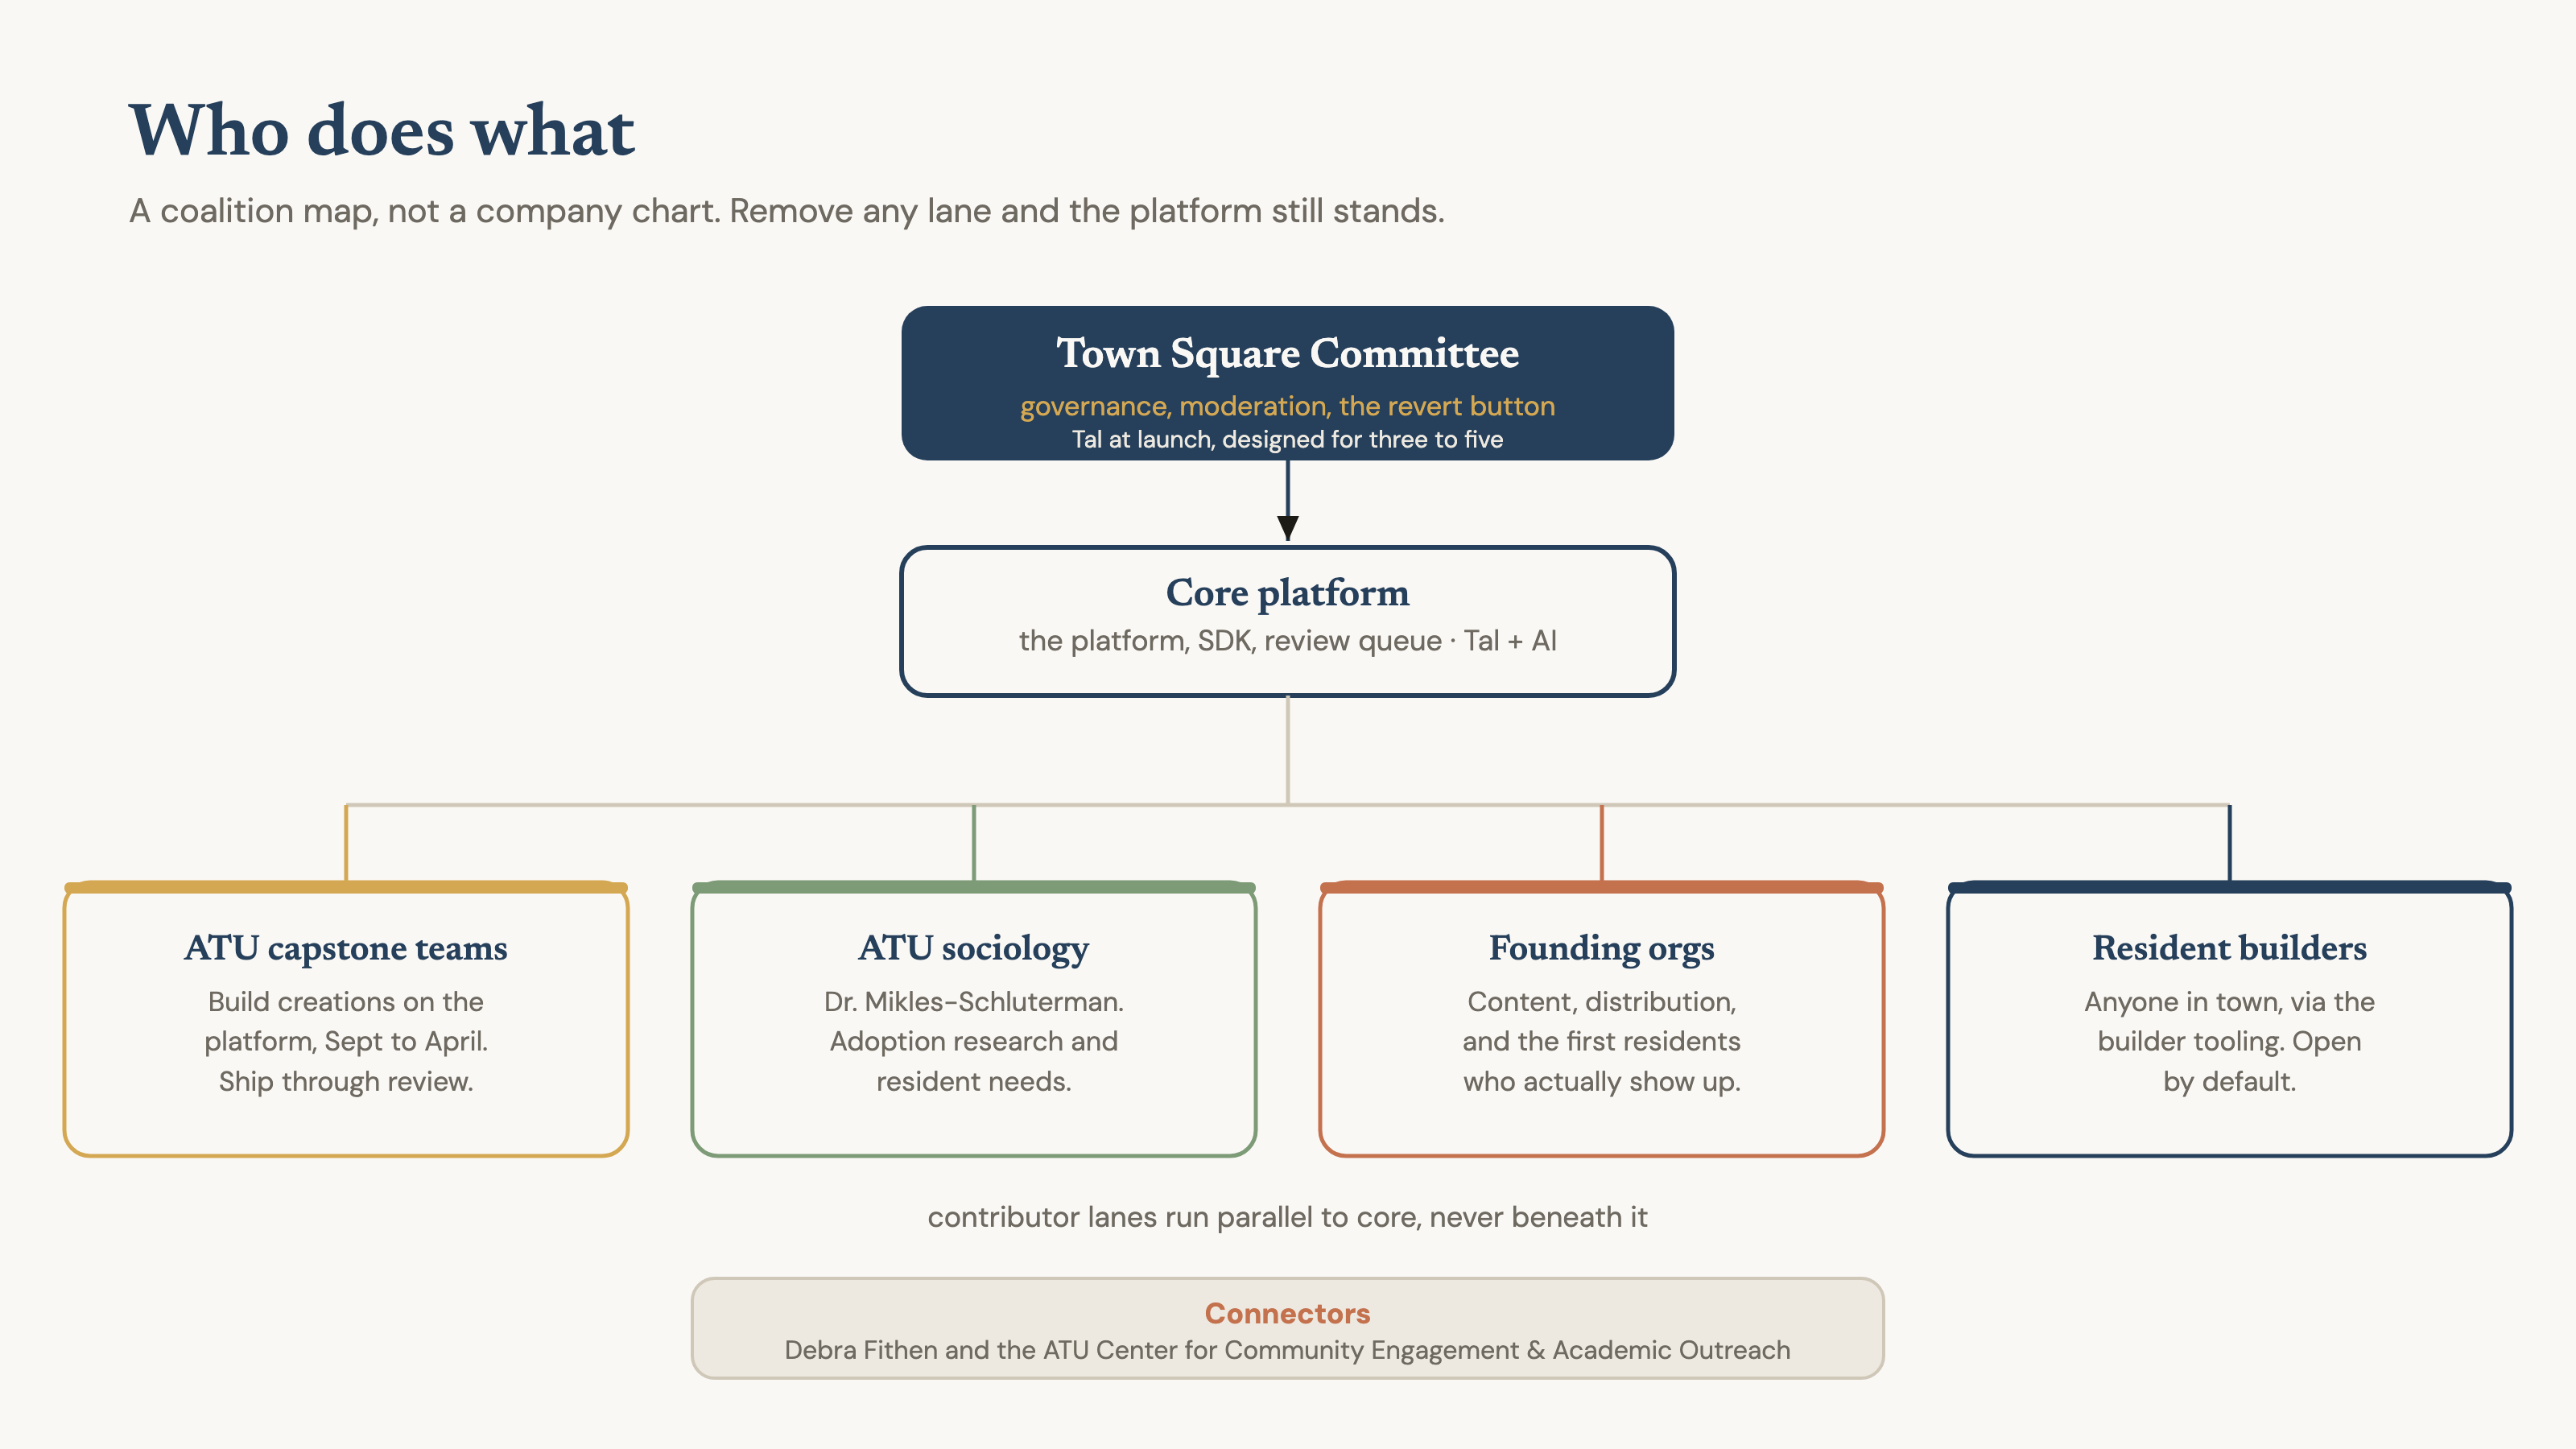 Who does what
A coalition map, not a company chart. Remove any lane and the platform still stands.
Town Square Committee
governance, moderation, the revert button
Tal at launch, designed for three to five
Core platform
the platform, SDK, review queue · Tal + AI
ATU capstone teams
Build creations on the
platform, Sept to April.
Ship through review.
ATU sociology
Dr. Mikles-Schluterman.
Adoption research and
resident needs.
Founding orgs
Content, distribution,
and the first residents
who actually show up.
Resident builders
Anyone in town, via the
builder tooling. Open
by default.
contributor lanes run parallel to core, never beneath it
Connectors
Debra Fithen and the ATU Center for Community Engagement & Academic Outreach